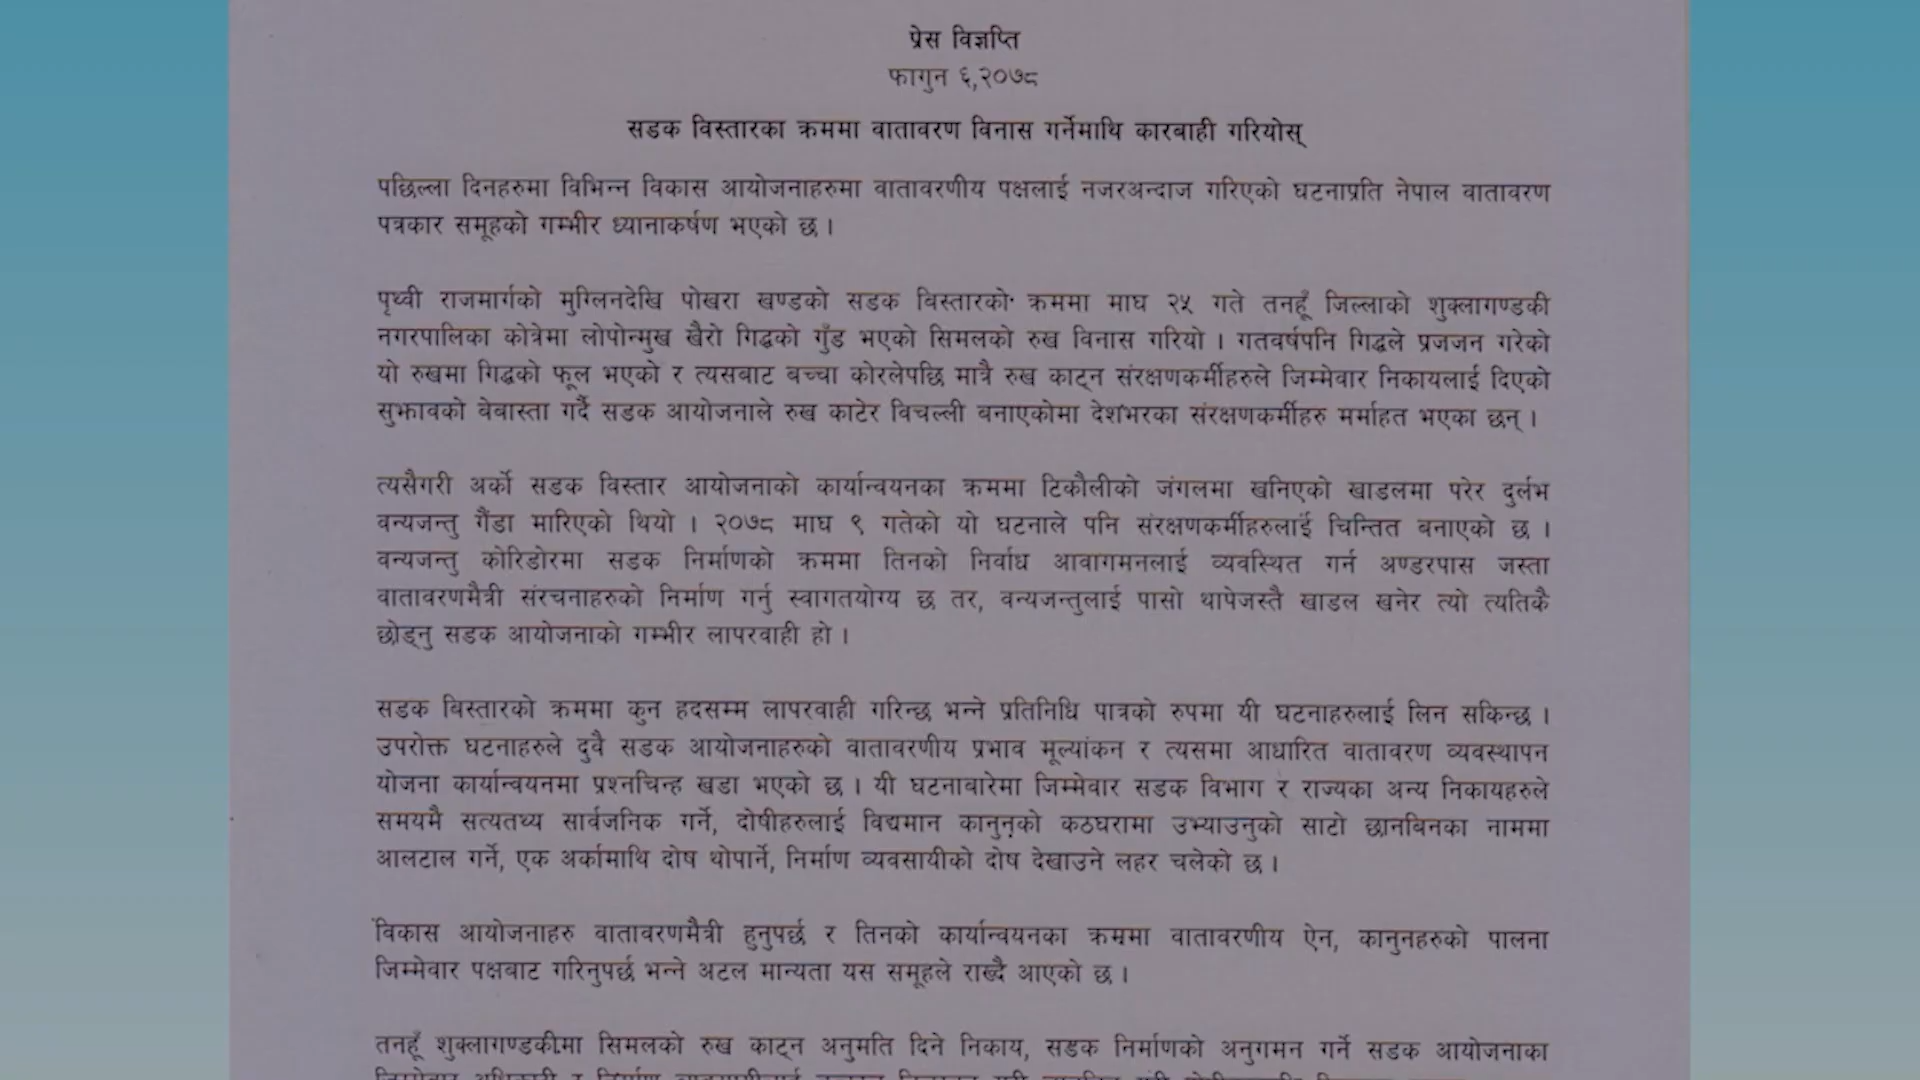 प्रेस विज्ञप्ति
फागुन ६,२०७८
सडक विस्तारका क्रममा वातावरण विनास गर्नेमाथि कारबाही गरियोस्
पछिल्ला दिनहरुमा विभिन्न विकास आयोजनाहरुमा वातावरणीय पक्षलाई नजरअन्दाज गरिएको घटनाप्रति नेपाल वातावरण
पत्रकार समूहको गम्भीर ध्यानाकर्षण भएको छ ।
पृथ्वी राजमार्गको मुग्लिनदेखि पोखरा खण्डको सडक विस्तारको क्रममा माघ २५ गते तनहूँ जिल्लाको शुक्लागण्डकी
नगरपालिका कोत्रेमा लोपोन्मुख खैरो गिद्धको गुँड भएको सिमलको रुख विनास गरियो । गतवर्षपनि गिद्धले प्रजजन गरेको
यो रुखमा गिद्धको फूल भएको र त्यसबाट बच्चा कोरलेपछि मात्रै रुख काट्न संरक्षणकर्मीहरुले जिम्मेवार निकायलाई दिएको
सुझावको बेबास्ता गर्दै सडक आयोजनाले रुख काटेर विचल्ली बनाएकोमा देशभरका संरक्षणकर्मीहरु मर्माहत भएका छन् ।
त्यसैगरी अर्को सडक विस्तार आयोजनाको कार्यान्वयनका क्रममा टिकौलीको जंगलमा खनिएको खाडलमा परेर दुर्लभ
वन्यजन्तु गैंडा मारिएको थियो । २०७८ माघ ९ गतेको यो घटनाले पनि संरक्षणकर्मीहरुलाई चिन्तित बनाएको छ ।
वन्यजन्तु कोरिडोरमा सडक निर्माणको क्रममा तिनको निर्वाध आवागमनलाई व्यवस्थित गर्न अण्डरपास जस्ता
वातावरणमैत्री संरचनाहरुको निर्माण गर्नु स्वागतयोग्य छ तर, वन्यजन्तुलाई पासो थापेजस्तै खाडल खनेर त्यो त्यतिकै
छोड्नु सडक आयोजनाको गम्भीर लापरवाही हो ।
सडक बिस्तारको क्रममा कुन हदसम्म लापरवाही गरिन्छ भन्ने प्रतिनिधि पात्रको रुपमा यी घटनाहरुलाई लिन सकिन्छ ।
उपरोक्त घटनाहरुले दुवै सडक आयोजनाहरुको वातावरणीय प्रभाव मूल्यांकन र त्यसमा आधारित वातावरण व्यवस्थापन
योजना कार्यान्वयनमा प्रश्नचिन्ह खडा भएको छ । यी घटनाबारेमा जिम्मेवार सडक विभाग र राज्यका अन्य निकायहरुले
समयमै सत्यतथ्य सार्वजनिक गर्ने, दोषीहरुलाई विद्यमान कानुनको कठघरामा उभ्याउनुको साटो छानबिनका नाममा
आलटाल गर्ने, एक अर्कामाथि दोष थोपार्ने, निर्माण व्यवसायीको दोष देखाउने लहर चलेको छ ।
विकास आयोजनाहरु वातावरणमैत्री हुनुपर्छ र तिनको कार्यान्वयनका क्रममा वातावरणीय ऐन, कानुनहरुको पालना
जिम्मेवार पक्षबाट गरिनुपर्छ भन्ने अटल मान्यता यस समूहले राख्दै आएको छ ।
तनहूँ शुक्लागण्डकीमा सिमलको रुख काट्न अनुमति दिने निकाय, सडक निर्माणको अनुगमन गर्ने सडक आयोजनाका